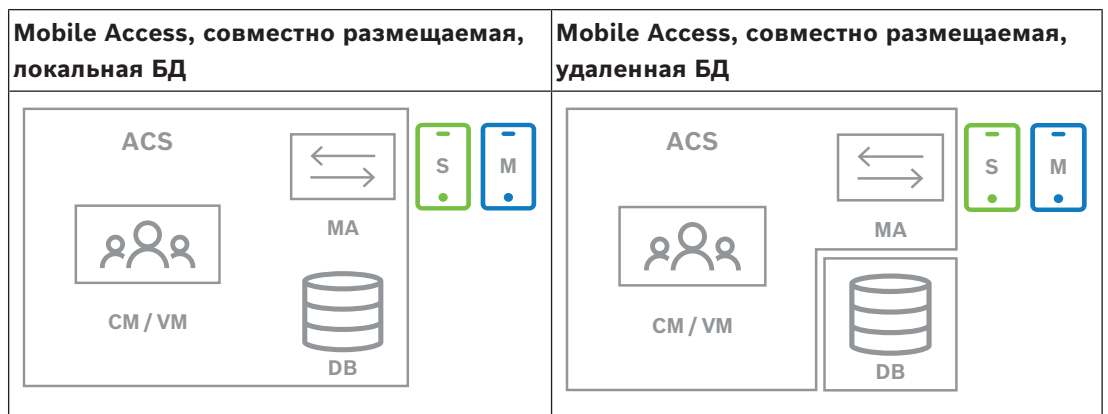 Mobile Access, совместно размещаемая,
локальная БД
Mobile Access, совместно размещаемая,
удаленная БД
ACS
S
M
MA
CM / VM
DB
ACS
S
M
MA
CM / VM
DB